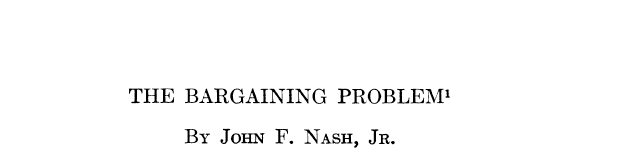 THE BARGAINING PROBLEM¹
By John F. Nash, Jr.